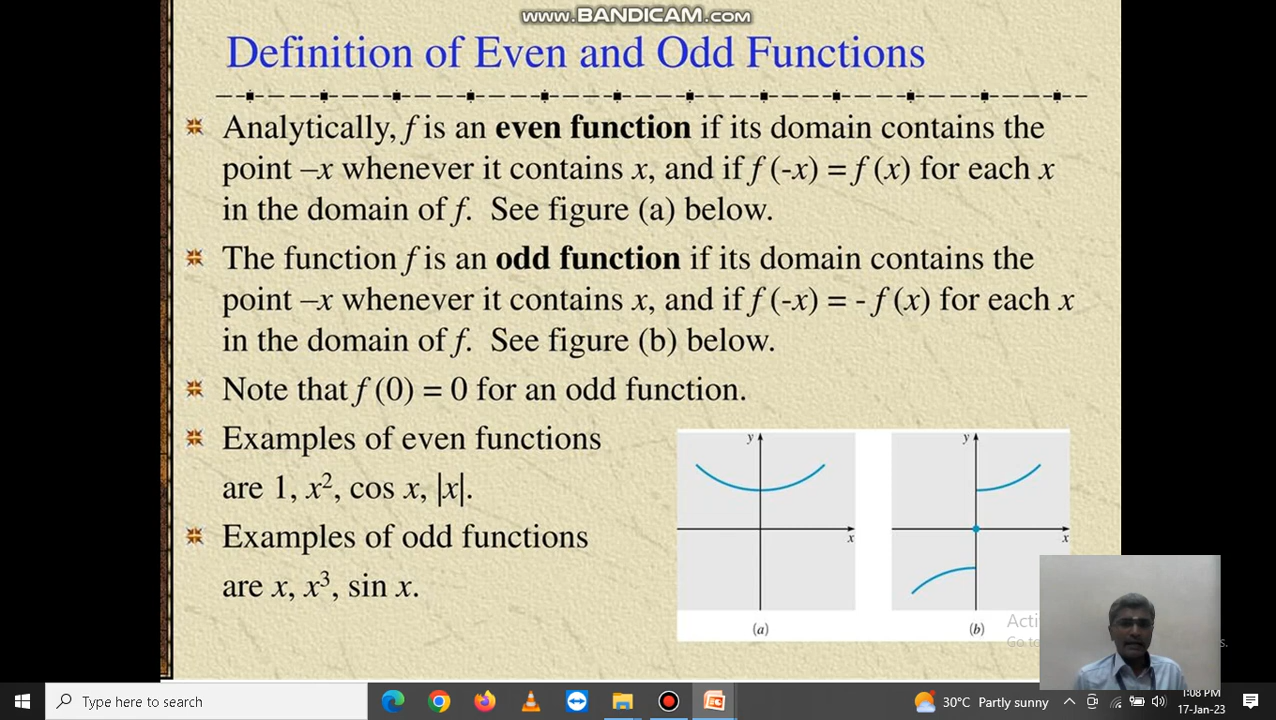 www.BANDICAM.com
Definition of Even and Odd Functions
Analytically, f is an even function if its domain contains the
point –x whenever it contains x, and if f (-x) = f (x) for each x
in the domain of f. See figure (a) below.
The function f is an odd function if its domain contains the
point –x whenever it contains x, and if f (-x) = - f (x) for each x
in the domain of f. See figure (b) below.
Note that f (0) = 0 for an odd function.
Examples of even functions
are 1, x², cos x, |x|.
Examples of odd functions
are x, x³, sin x.
y
x
(a)
y
x
(b)
Type here to search
30°C Partly sunny
1:08 PM
17-Jan-23